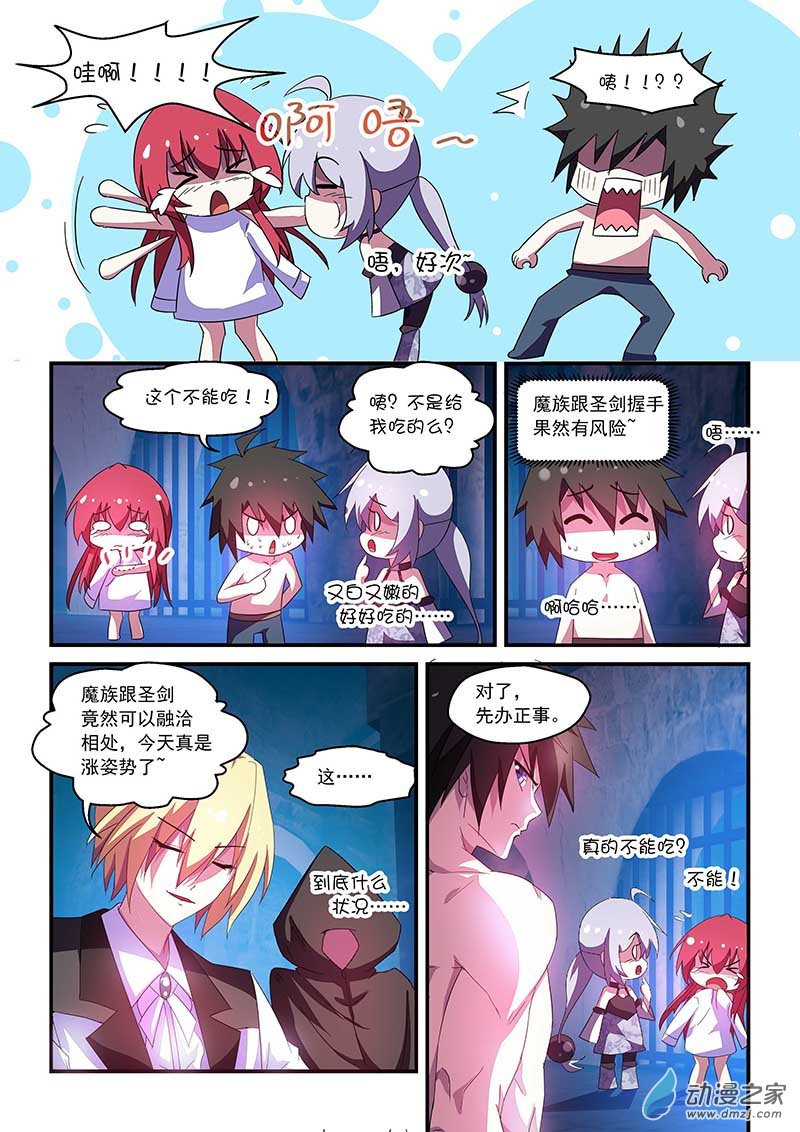 哇啊！！！！
啊唔～
咦！！？？
唔，好次~
这个不能吃！！
咦？不是给
我吃的么？
又白又嫩的
好好吃的……
魔族跟圣剑握手
果然有风险~
唔……
啊哈哈……
魔族跟圣剑
竟然可以融洽
相处，今天真是
涨姿势了~
这……
到底什么
状况……
对了，
先办正事。
真的不能吃？
不能！
动漫之家
www.dmzj.com